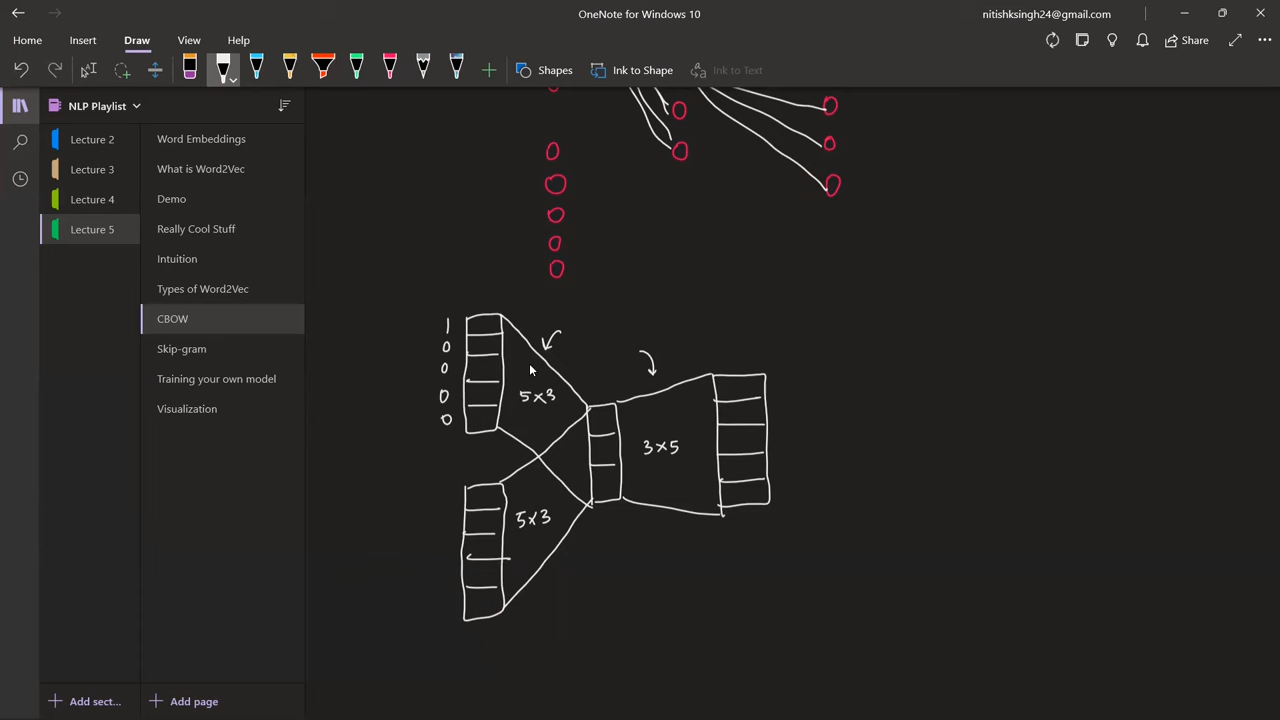 OneNote for Windows 10
nitishksingh24@gmail.com
Home Insert Draw View Help
Share
Shapes Ink to Shape Ink to Text
NLP Playlist
Lecture 2
Lecture 3
Lecture 4
Lecture 5
Word Embeddings
What is Word2Vec
Demo
Really Cool Stuff
Intuition
Types of Word2Vec
CBOW
Skip-gram
Training your own model
Visualization
Add sect...
Add page
1
0
0
0
0
5×3
3×5
5×3